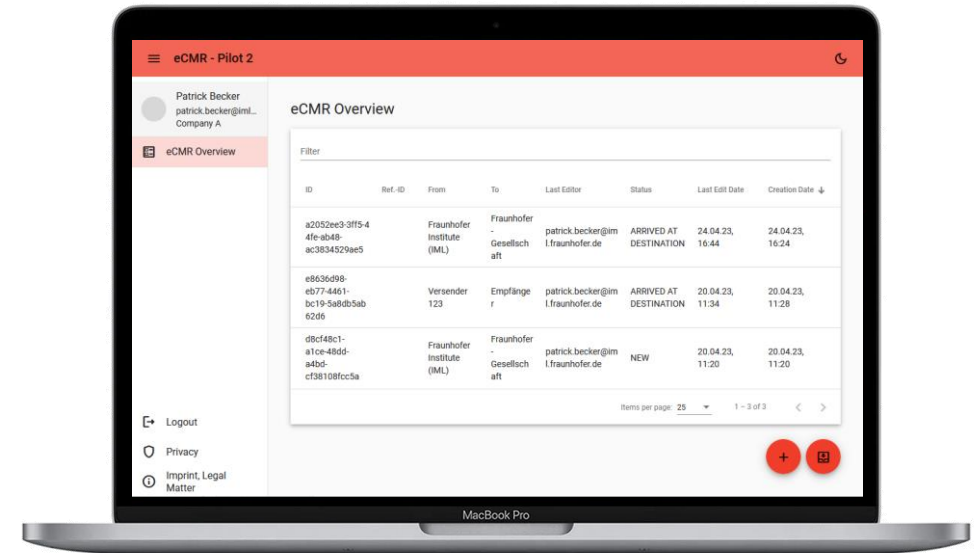 eCMR - Pilot 2
Patrick Becker
patrick.becker@iml...
Company A
eCMR Overview
Logout
Privacy
Imprint, Legal
Matter
eCMR Overview
Filter
ID Ref.-ID From To Last Editor Status Last Edit Date Creation Date
a2052ee3-3ff5-4
4fe-ab48-
ac3834529ae5
Fraunhofer
Institute
(IML)
Fraunhofer
-
Gesellsch
aft
patrick.becker@im
l.fraunhofer.de
ARRIVED AT
DESTINATION
24.04.23,
16:44
24.04.23,
16:24
e8636d98-
eb77-4461-
bc19-5a8db5ab
62d6
Versender
123
Empfänge
r
patrick.becker@im
l.fraunhofer.de
ARRIVED AT
DESTINATION
20.04.23,
11:34
20.04.23,
11:28
d8cf48c1-
a1ce-48dd-
a4bd-
cf38108fcc5a
Fraunhofer
Institute
(IML)
Fraunhofer
-
Gesellsch
aft
patrick.becker@im
l.fraunhofer.de
NEW
20.04.23,
11:20
20.04.23,
11:20
Items per page: 25 1 – 3 of 3
MacBook Pro